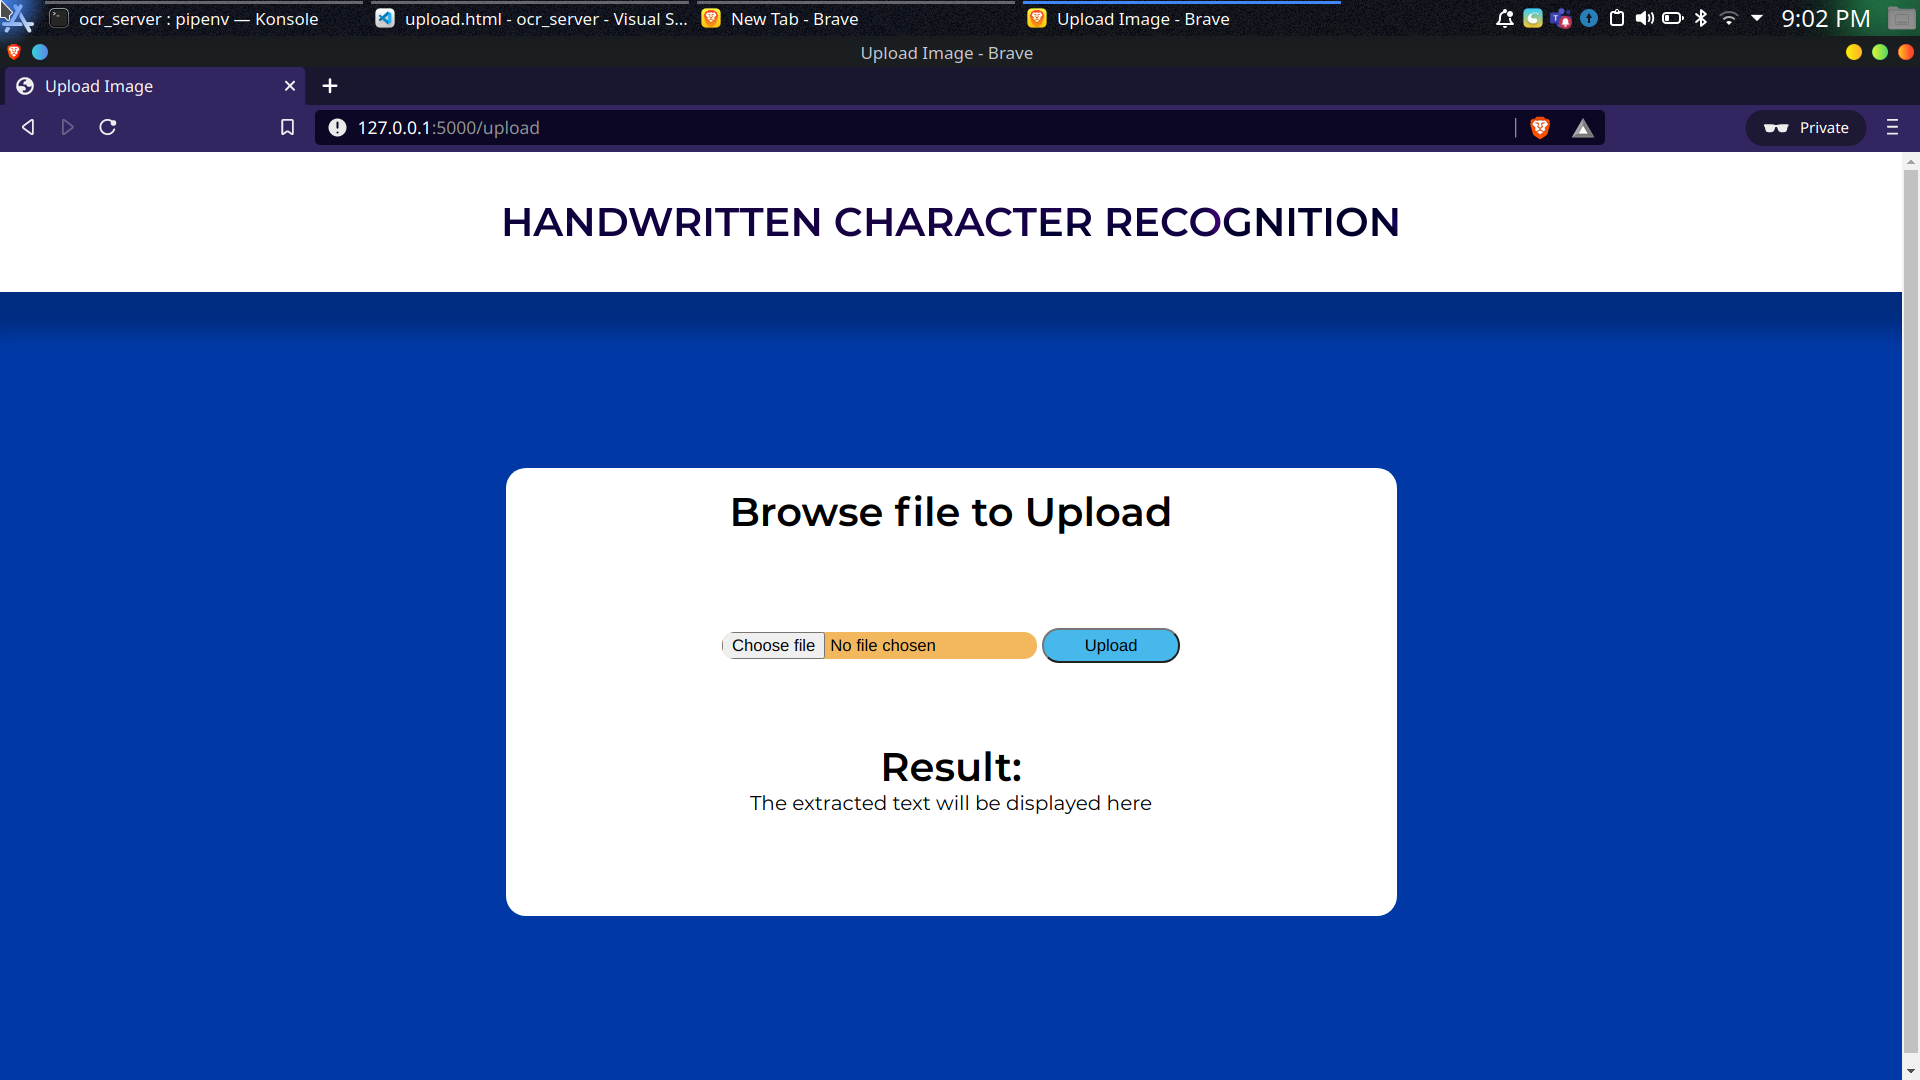 ocr_server : pipenv — Konsole
upload.html - ocr_server - Visual S...
New Tab - Brave
Upload Image - Brave
9:02 PM
Upload Image - Brave
Upload Image
127.0.0.1:5000/upload
Private
HANDWRITTEN CHARACTER RECOGNITION
Browse file to Upload
Choose file No file chosen Upload
Result:
The extracted text will be displayed here